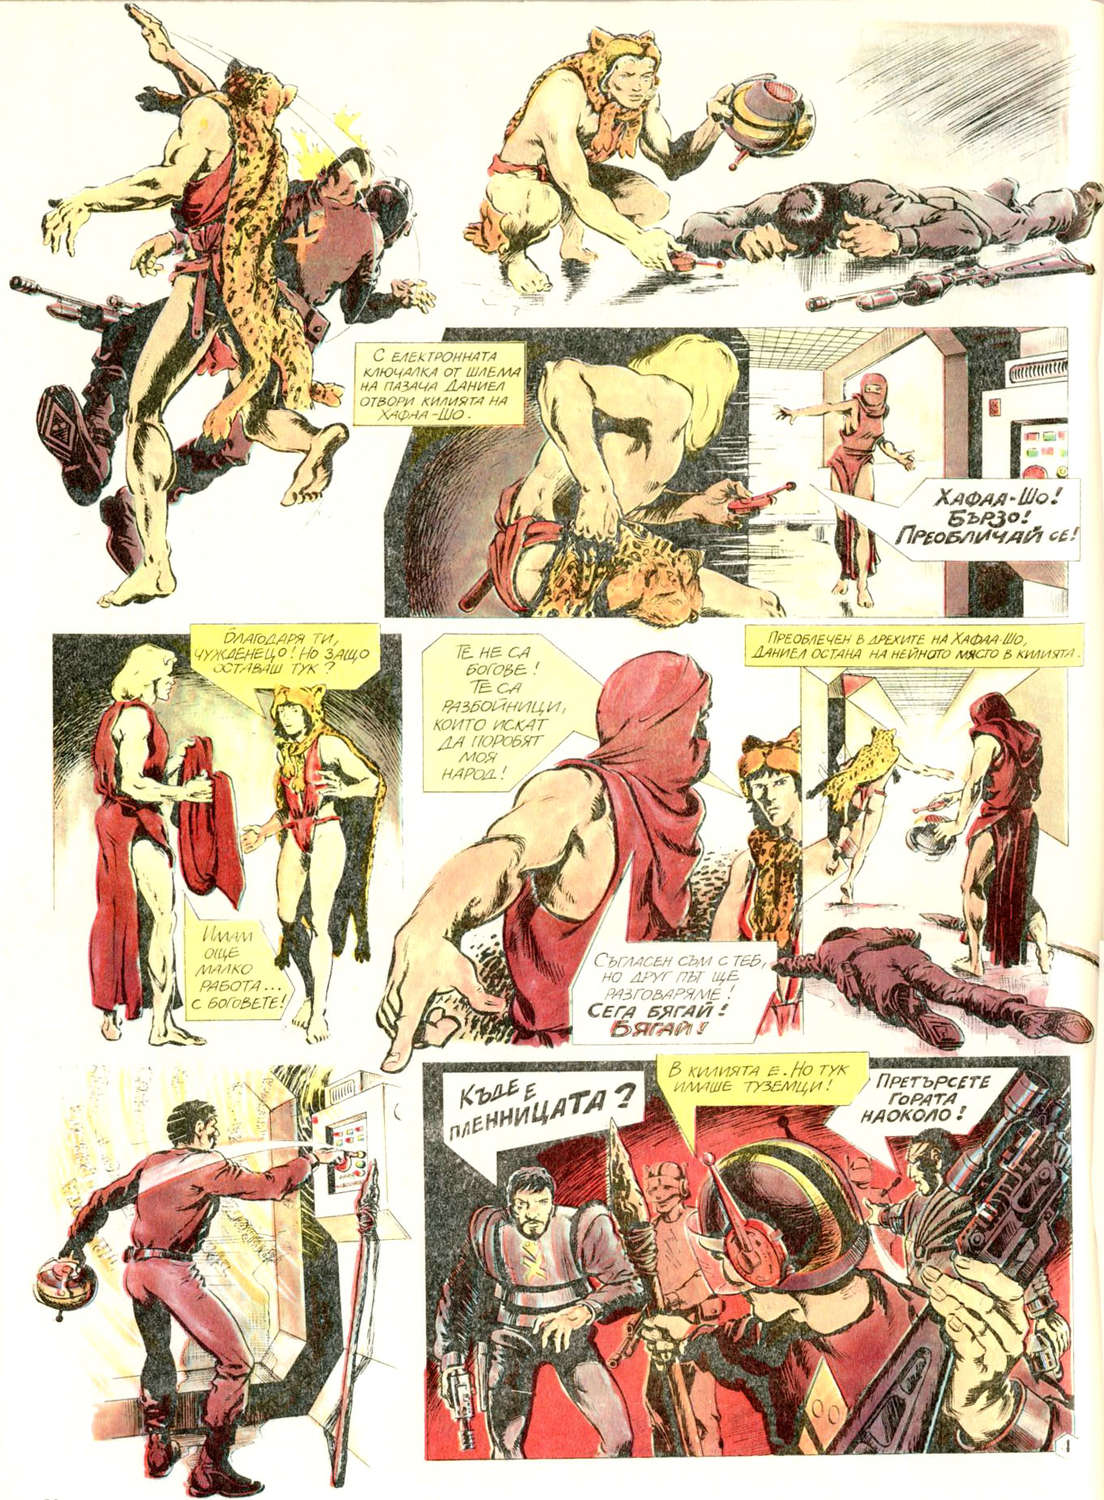 С ЕЛЕКТРОННАТА
КЛЮЧАЛКА ОТ ШЛЕМА
НА ПАЗАЧА ДАНИЕЛ
ОТВОРИ КИЛИЯТА НА
ХАФАА-ШО.
ХАФАА-ШО!
БЪРЗО!
ПРЕОБЛИЧАЙ СЕ!
БЛАГОДАРЯ ТИ,
ЧУЖДЕНЕЦО! НО ЗАЩО
ОСТАВАШ ТУК?
ИМАМ
ОЩЕ
МАЛКО
РАБОТА...
С БОГОВЕТЕ!
ТЕ НЕ СА
БОГОВЕ!
ТЕ СА
РАЗБОЙНИЦИ,
КОИТО ИСКАТ
ДА ПОРОБЯТ
МОЯ
НАРОД!
СЪГЛАСЕН СЪМ С ТЕБ,
НО ДРУГ ПЪТ ЩЕ
РАЗГОВАРЯМЕ!
СЕГА БЯГАЙ!
БЯГАЙ!
ПРЕОБЛЕЧЕН В ДРЕХИТЕ НА ХАФАА-ШО,
ДАНИЕЛ ОСТАНА НА НЕЙНОТО МЯСТО В КИЛИЯТА.
КЪДЕ Е
ПЛЕННИЦАТА?
В КИЛИЯТА Е. НО ТУК
ИМАШЕ ТУЗЕМЦИ!
ПРЕТЪРСЕТЕ
ГОРАТА
НАОКОЛО!
1